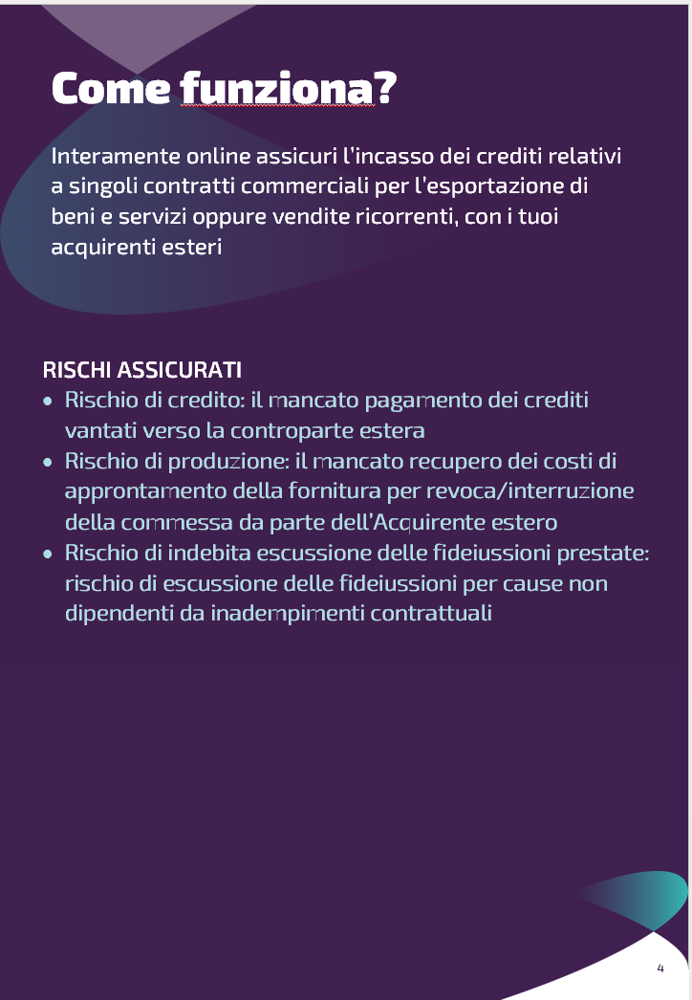 Come funziona?
Interamente online assicuri l’incasso dei crediti relativi
a singoli contratti commerciali per l’esportazione di
beni e servizi oppure vendite ricorrenti, con i tuoi
acquirenti esteri
RISCHI ASSICURATI
• Rischio di credito: il mancato pagamento dei crediti
vantati verso la controparte estera
• Rischio di produzione: il mancato recupero dei costi di
approntamento della fornitura per revoca/interruzione
della commessa da parte dell’Acquirente estero
• Rischio di indebita escussione delle fideiussioni prestate:
rischio di escussione delle fideiussioni per cause non
dipendenti da inadempimenti contrattuali
4